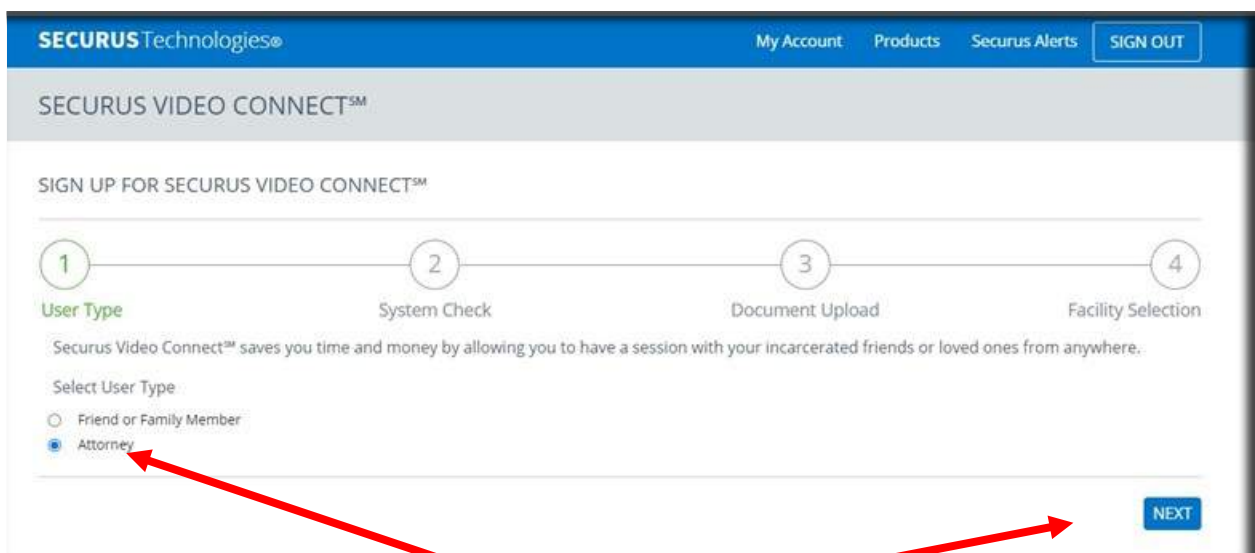 SECURUS Technologies® My Account Products Securus Alerts SIGN OUT
SECURUS VIDEO CONNECT℠
SIGN UP FOR SECURUS VIDEO CONNECT℠
1 2 3 4
User Type System Check Document Upload Facility Selection
Securus Video Connect℠ saves you time and money by allowing you to have a session with your incarcerated friends or loved ones from anywhere.
Select User Type
Friend or Family Member
Attorney
NEXT